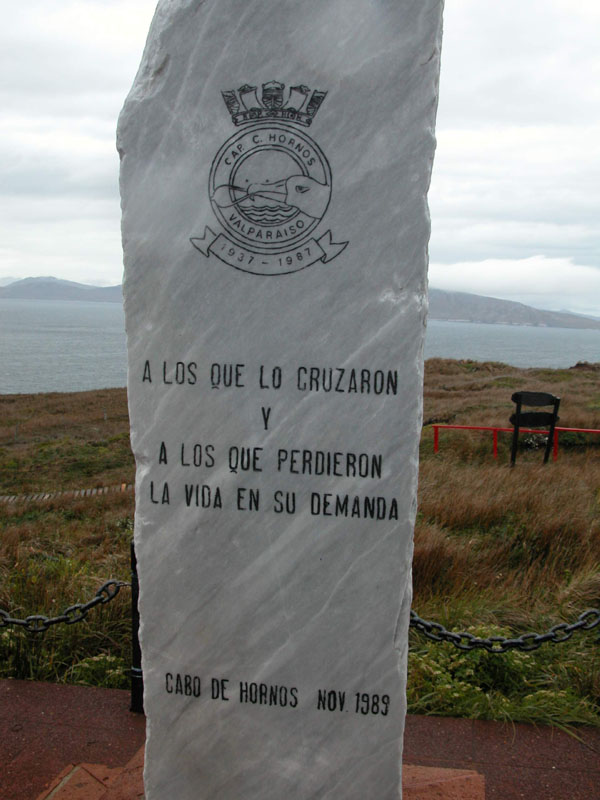 CAP. C. HORNOS
VALPARAISO
1937 - 1987
A LOS QUE LO CRUZARON
Y
A LOS QUE PERDIERON
LA VIDA EN SU DEMANDA
CABO DE HORNOS NOV. 1989